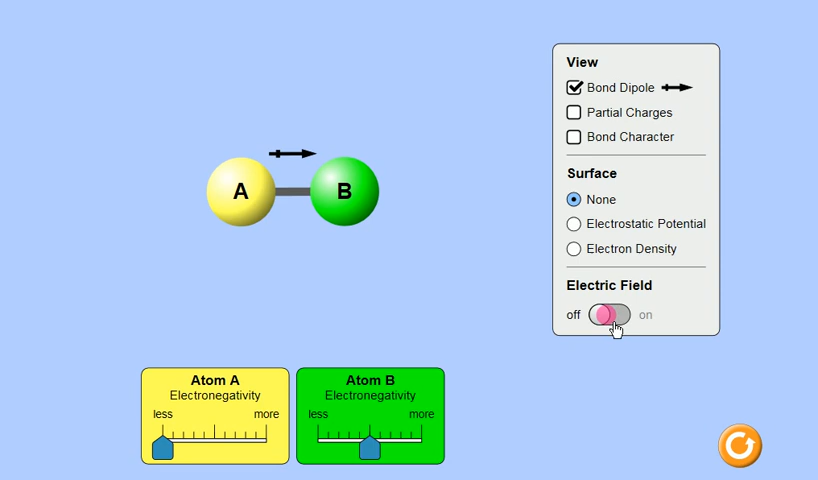 View
Bond Dipole
Partial Charges
Bond Character
A
B
Surface
None
Electrostatic Potential
Electron Density
Electric Field
off on
Atom A
Electronegativity
less more
Atom B
Electronegativity
less more